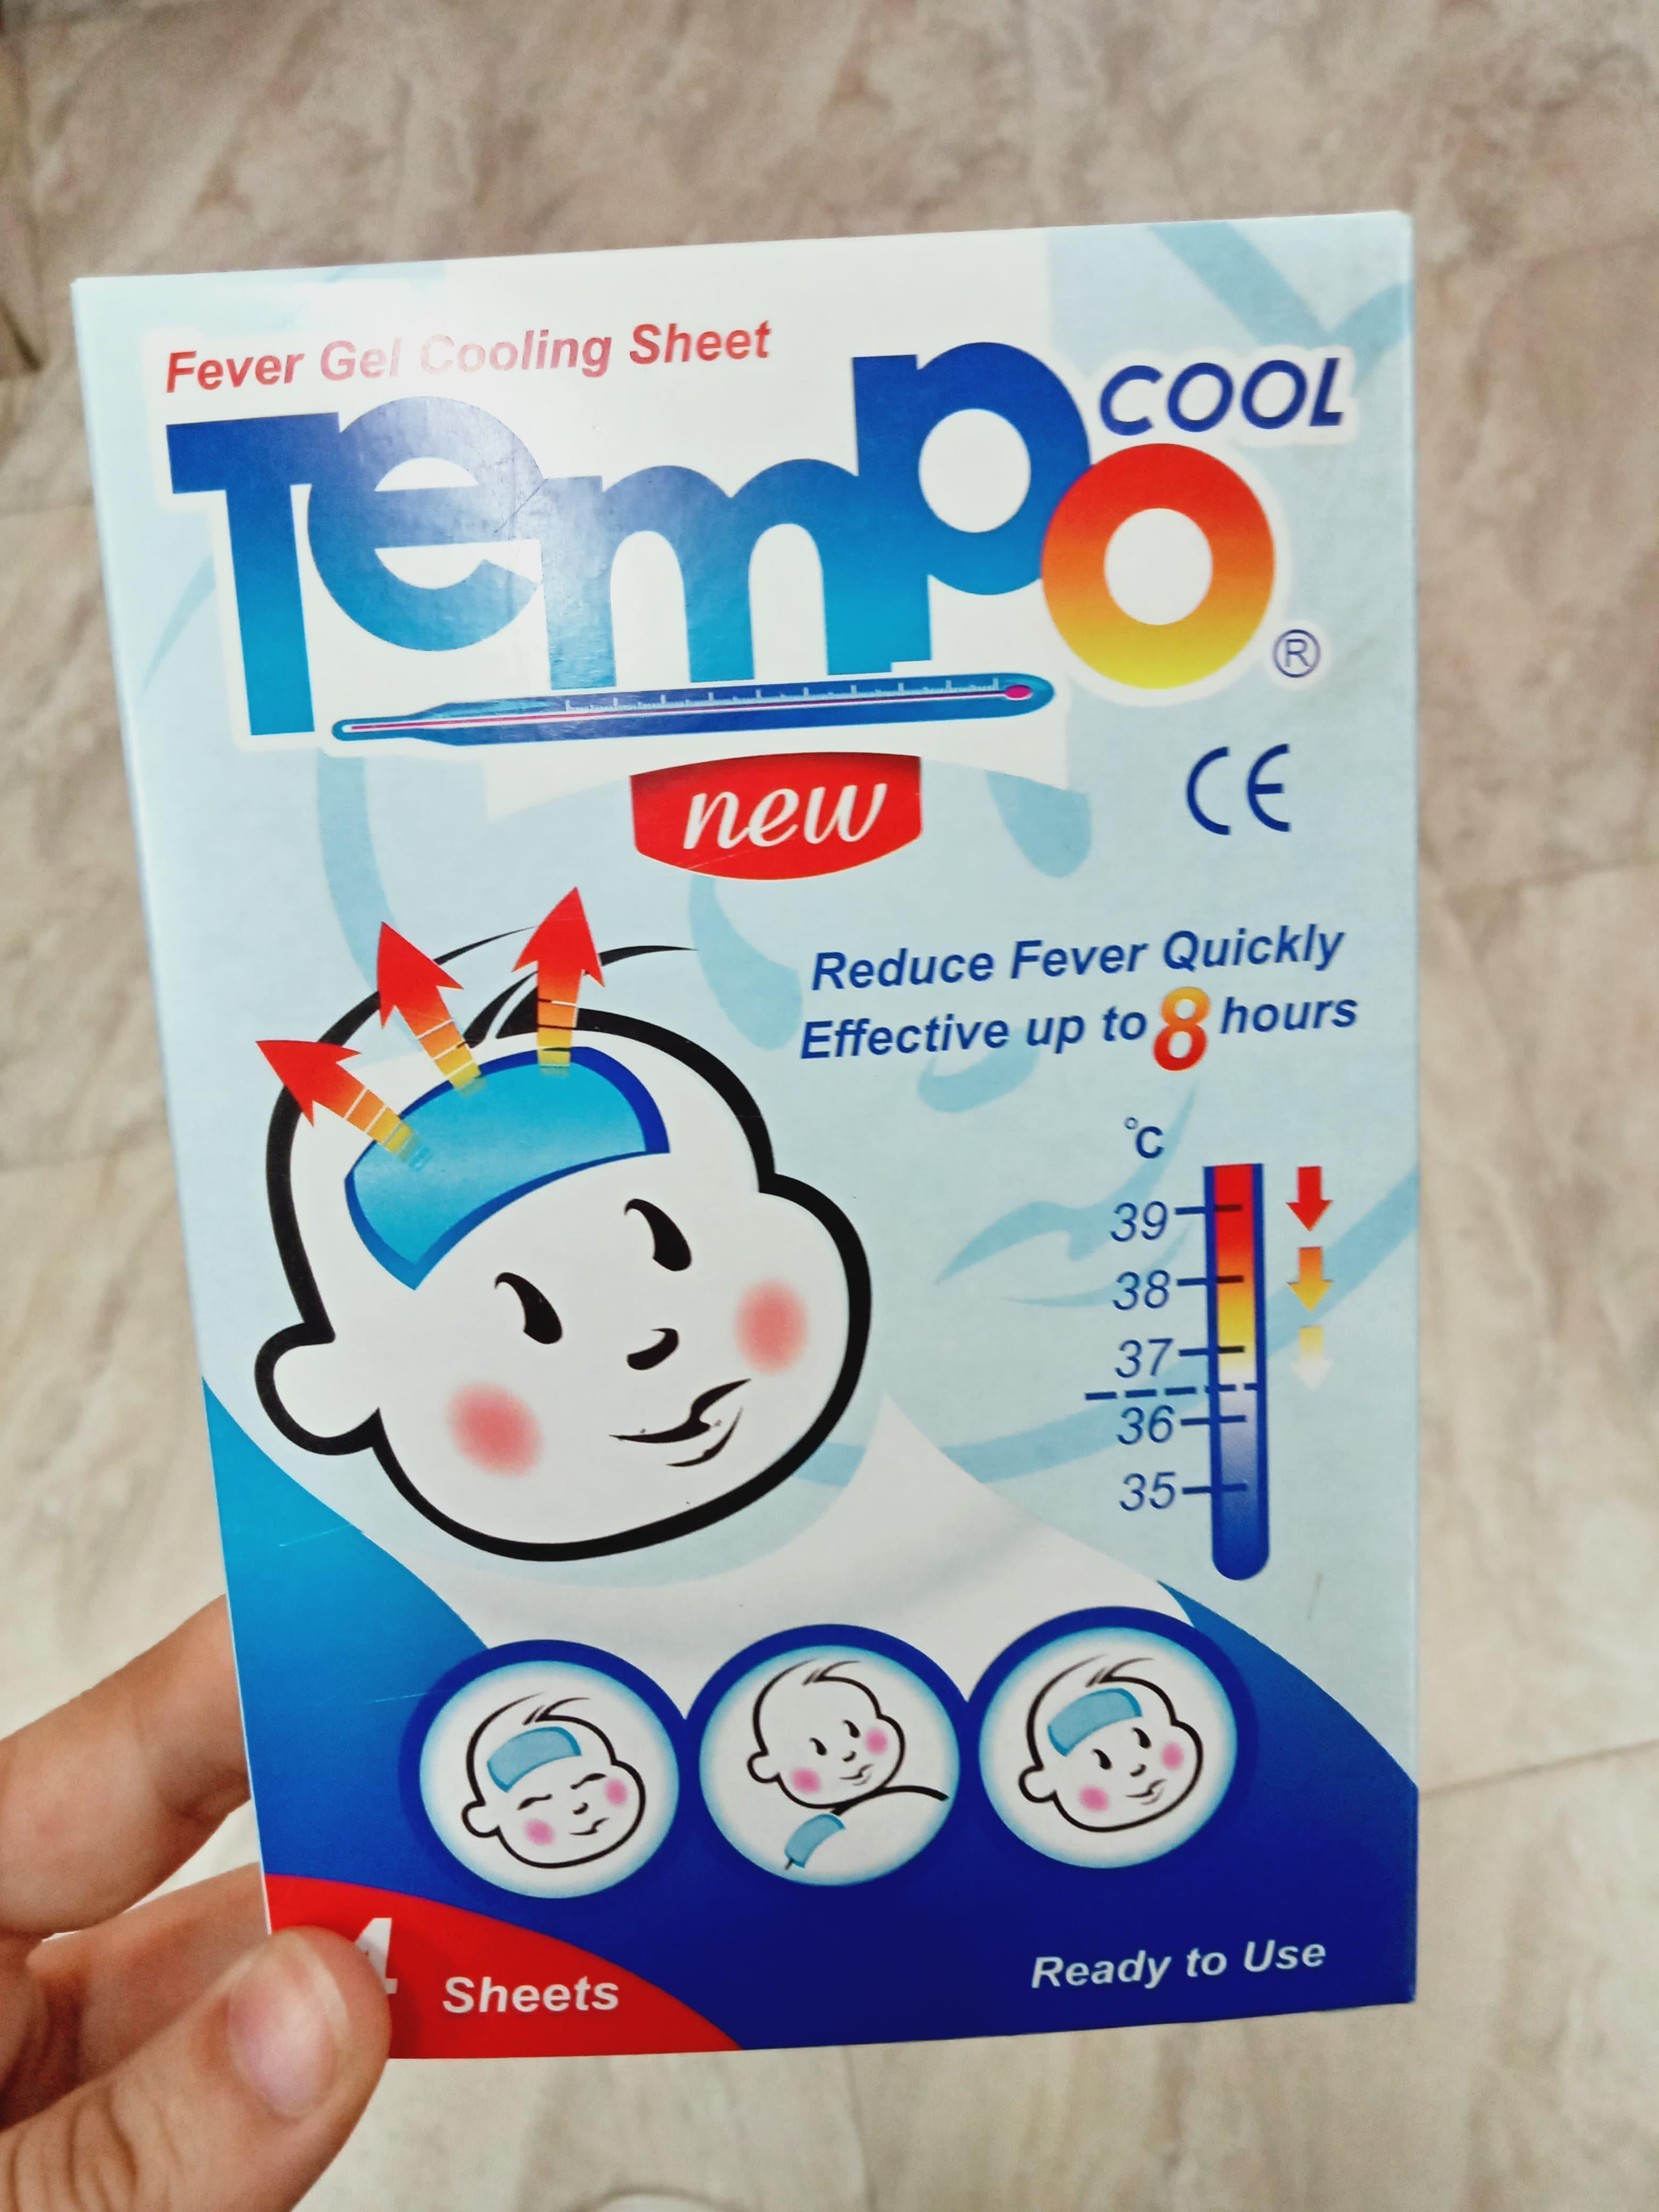 Fever Gel Cooling Sheet
Tempo COOL ®
new
CE
Reduce Fever Quickly
Effective up to 8 hours
°C
39
38
37
36
35
4 Sheets
Ready to Use